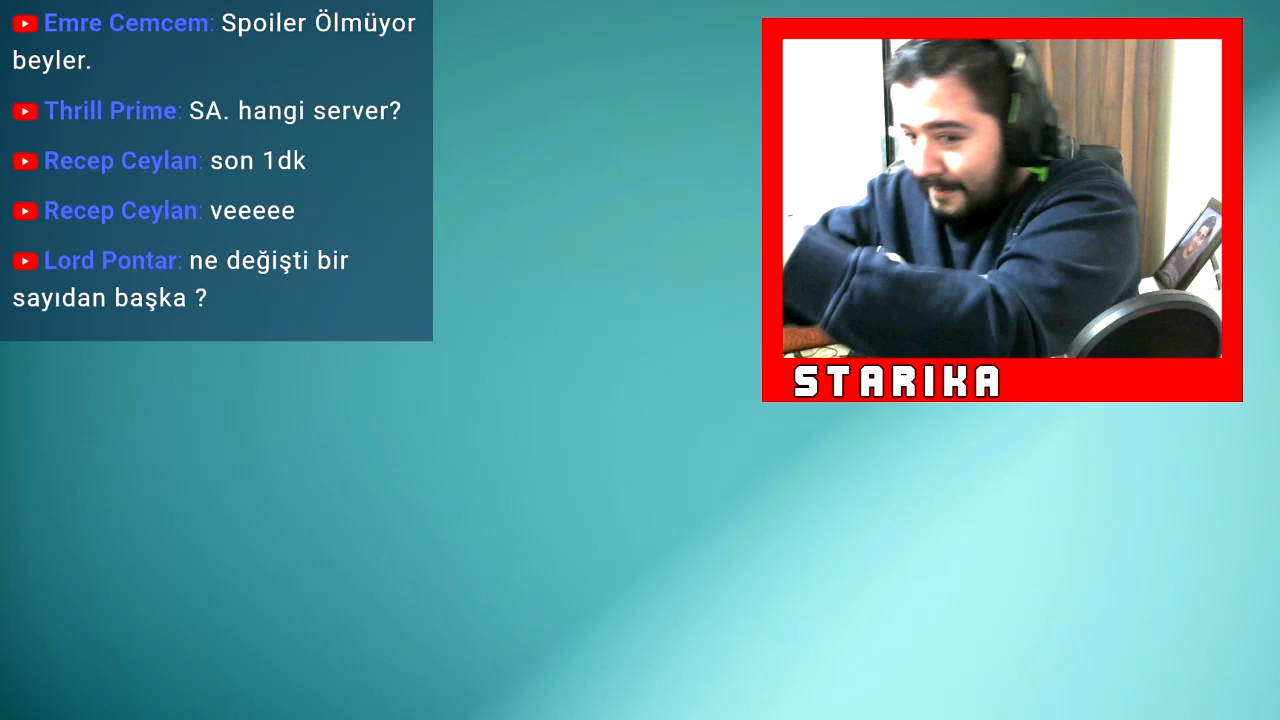 Emre Cemcem: Spoiler Ölmüyor
beyler.
Thrill Prime: SA. hangi server?
Recep Ceylan: son 1dk
Recep Ceylan: veeeee
Lord Pontar: ne değişti bir
sayıdan başka ?
STARIKA